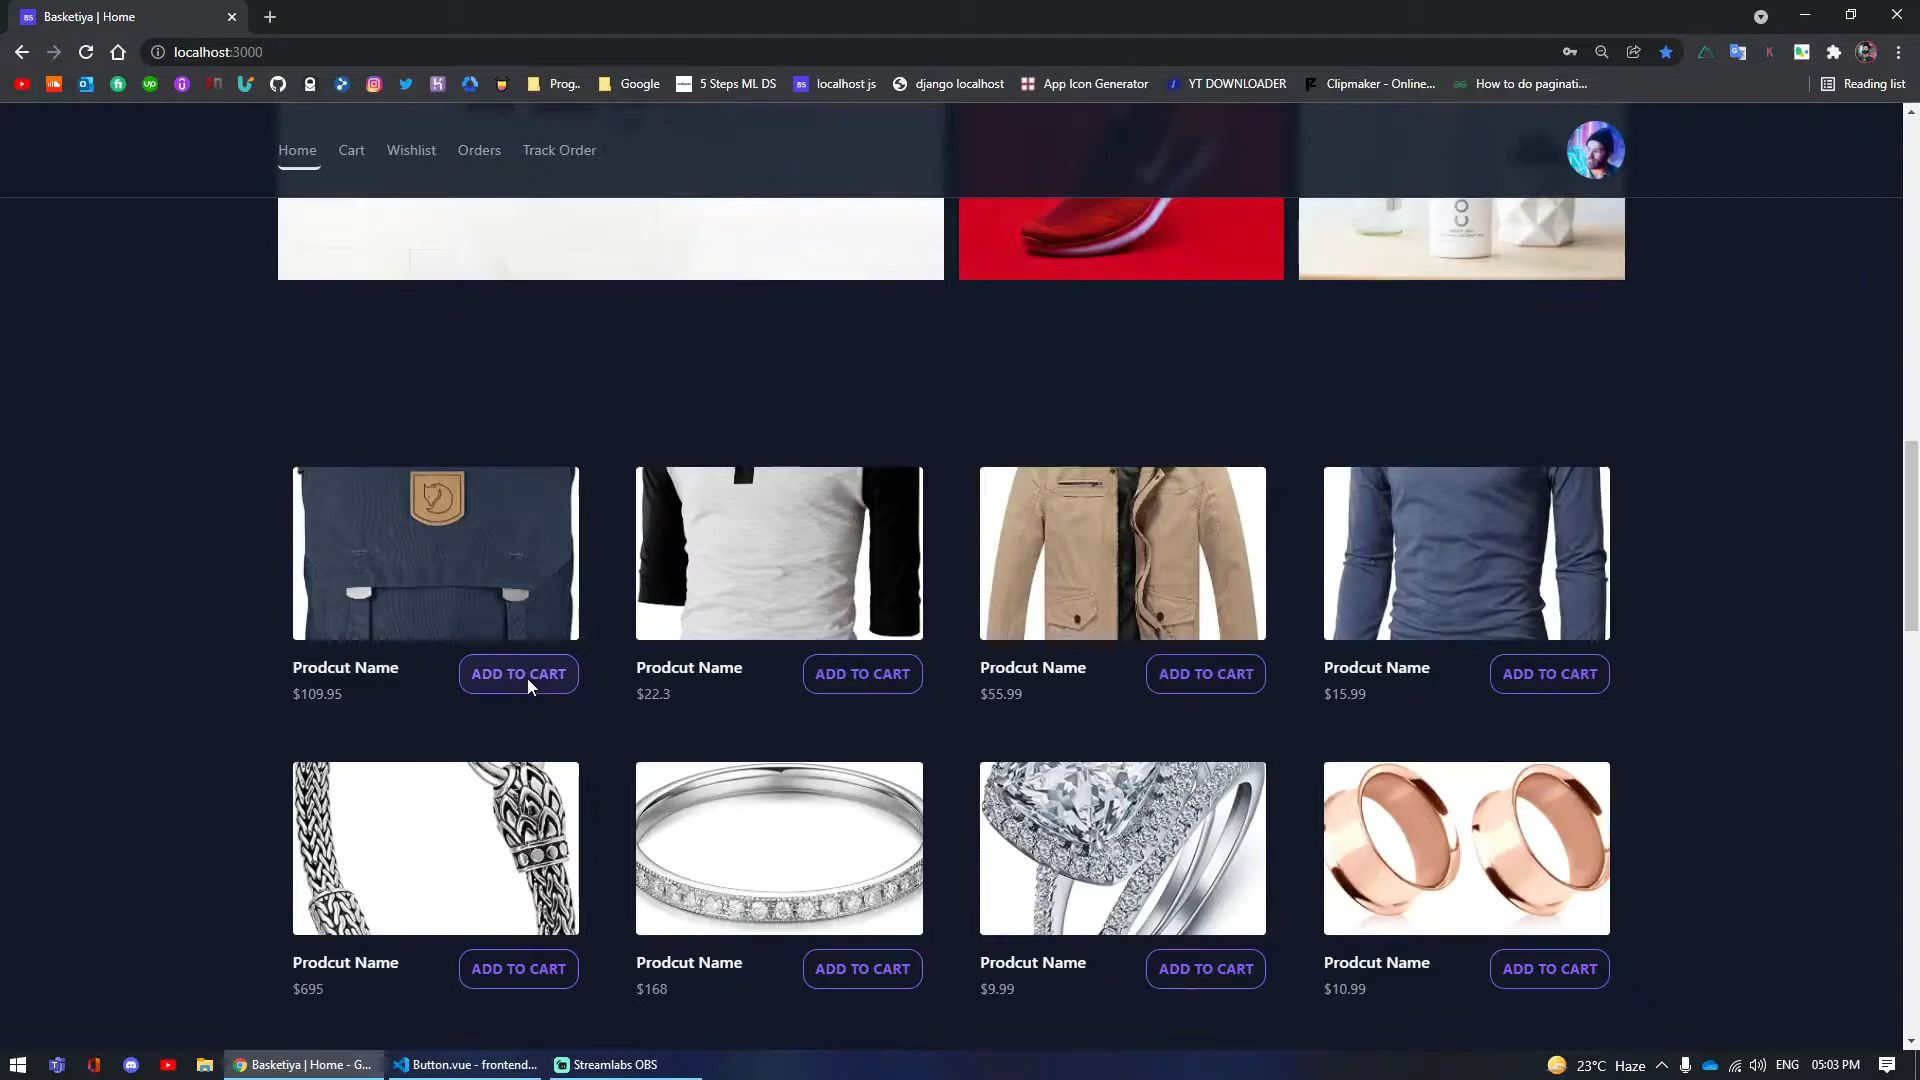 Basketiya | Home
localhost:3000
Prog.. Google 5 Steps ML DS localhost js django localhost App Icon Generator YT DOWNLOADER Clipmaker - Online... How to do paginati... Reading list
Home Cart Wishlist Orders Track Order
CO
Prodcut Name ADD TO CART Prodcut Name ADD TO CART Prodcut Name ADD TO CART Prodcut Name ADD TO CART
$109.95 $22.3 $55.99 $15.99
Prodcut Name ADD TO CART Prodcut Name ADD TO CART Prodcut Name ADD TO CART Prodcut Name ADD TO CART
$695 $168 $9.99 $10.99
Basketiya | Home - G... Button.vue - frontend... Streamlabs OBS 23°C Haze ENG 05:03 PM